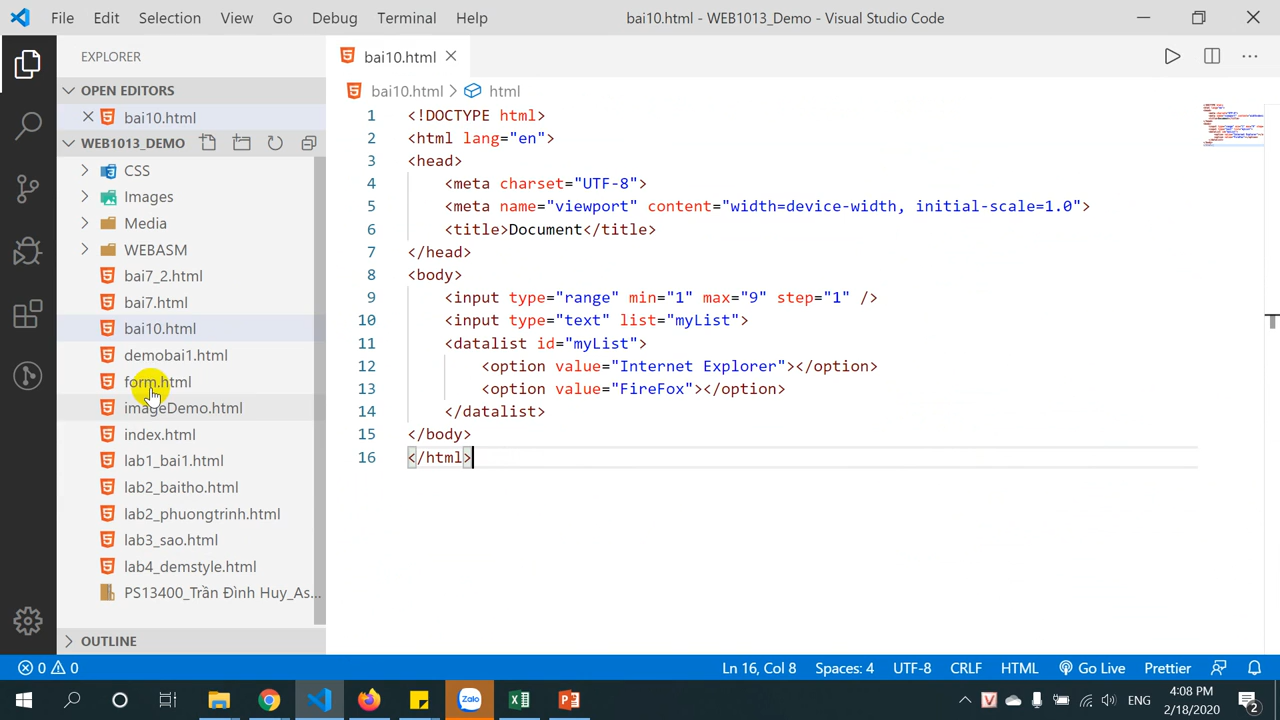 File Edit Selection View Go Debug Terminal Help bai10.html - WEB1013_Demo - Visual Studio Code
EXPLORER
OPEN EDITORS
bai10.html
WEB1013_DEMO
CSS
Images
Media
WEBASM
bai7_2.html
bai7.html
bai10.html
demobai1.html
form.html
imageDemo.html
index.html
lab1_bai1.html
lab2_baitho.html
lab2_phuongtrinh.html
lab3_sao.html
lab4_demstyle.html
PS13400_Trần Đình Huy_As...
OUTLINE
bai10.html
bai10.html > html
1 <!DOCTYPE html>
2 <html lang="en">
3 <head>
4 <meta charset="UTF-8">
5 <meta name="viewport" content="width=device-width, initial-scale=1.0">
6 <title>Document</title>
7 </head>
8 <body>
9 <input type="range" min="1" max="9" step="1" />
10 <input type="text" list="myList">
11 <datalist id="myList">
12 <option value="Internet Explorer"></option>
13 <option value="FireFox"></option>
14 </datalist>
15 </body>
16 </html>
0 0 Ln 16, Col 8 Spaces: 4 UTF-8 CRLF HTML Go Live Prettier
Zalo ENG 4:08 PM
2/18/2020 2